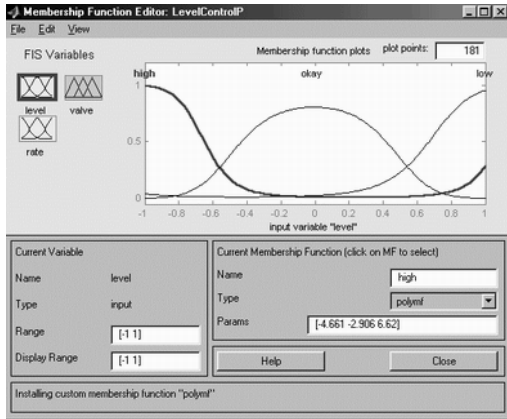 Membership Function Editor: LevelControlP
File Edit View
FIS Variables
Membership function plots plot points: 181
level valve
rate
high okay low
1
0.5
0
-1 -0.8 -0.6 -0.4 -0.2 0 0.2 0.4 0.6 0.8 1
input variable "level"
Current Variable
Name level
Type input
Range [-1 1]
Display Range [-1 1]
Current Membership Function (click on MF to select)
Name high
Type polymf
Params [-4.661 -2.906 6.62]
Help Close
Installing custom membership function "polymf"